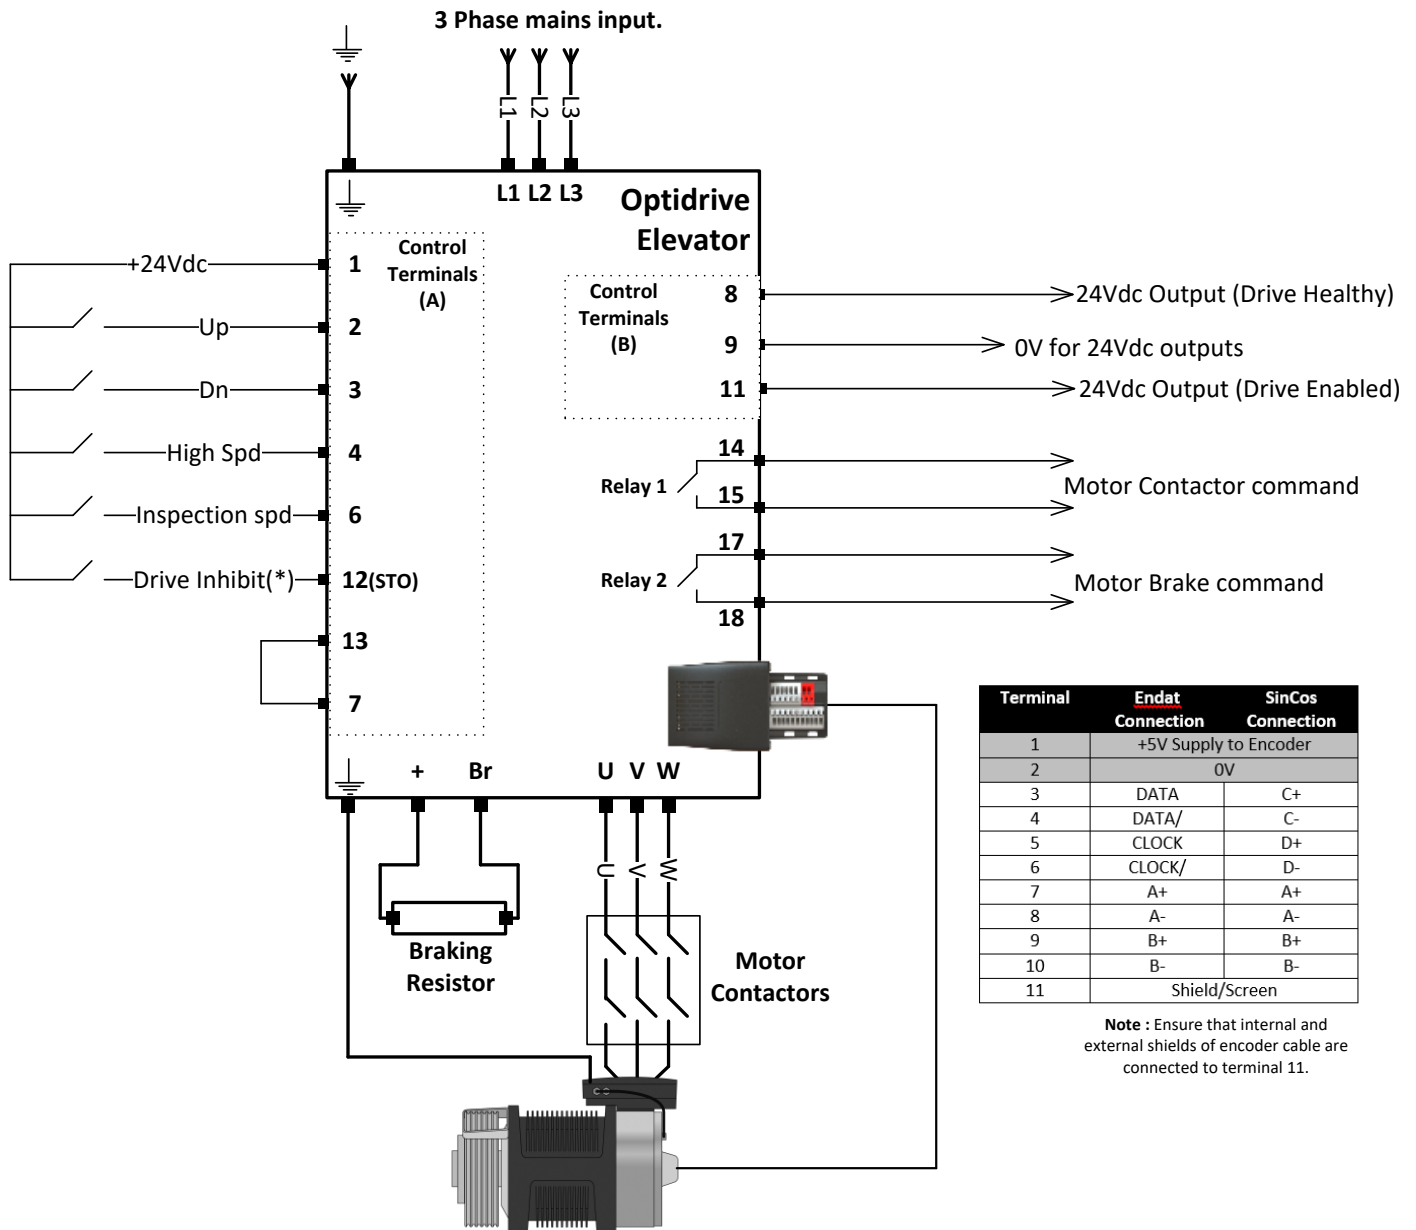 3 Phase mains input.
L1
L2
L3
L1 L2 L3
Optidrive
Elevator
Control
Terminals
(A)
+24Vdc
1
Up
2
Dn
3
High Spd
4
Inspection spd
6
Drive Inhibit(*)
12(STO)
13
7
Control
Terminals
(B)
8
24Vdc Output (Drive Healthy)
9
0V for 24Vdc outputs
11
24Vdc Output (Drive Enabled)
14
Relay 1
15
Motor Contactor command
17
Relay 2
18
Motor Brake command
+
Br
U V W
U
V
W
Braking
Resistor
Motor
Contactors
Terminal Endat Connection SinCos Connection
1 +5V Supply to Encoder
2 0V
3 DATA C+
4 DATA/ C-
5 CLOCK D+
6 CLOCK/ D-
7 A+ A+
8 A- A-
9 B+ B+
10 B- B-
11 Shield/Screen
Note : Ensure that internal and
external shields of encoder cable are
connected to terminal 11.